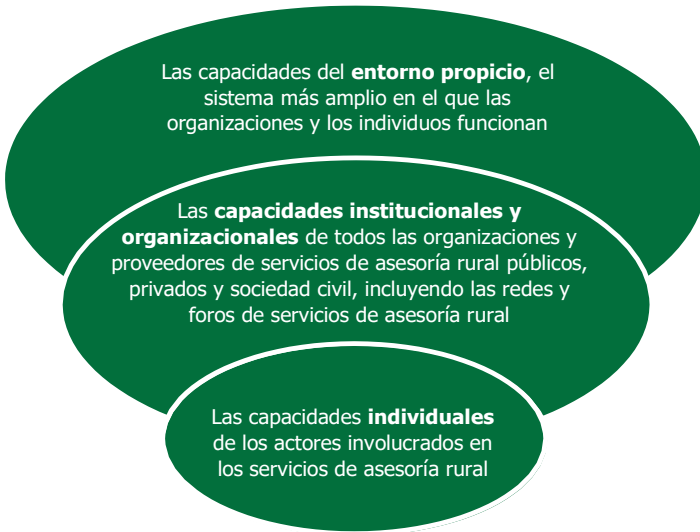 Las capacidades del entorno propicio, el
sistema más amplio en el que las
organizaciones y los individuos funcionan
Las capacidades institucionales y
organizacionales de todos las organizaciones y
proveedores de servicios de asesoría rural públicos,
privados y sociedad civil, incluyendo las redes y
foros de servicios de asesoría rural
Las capacidades individuales
de los actores involucrados en
los servicios de asesoría rural